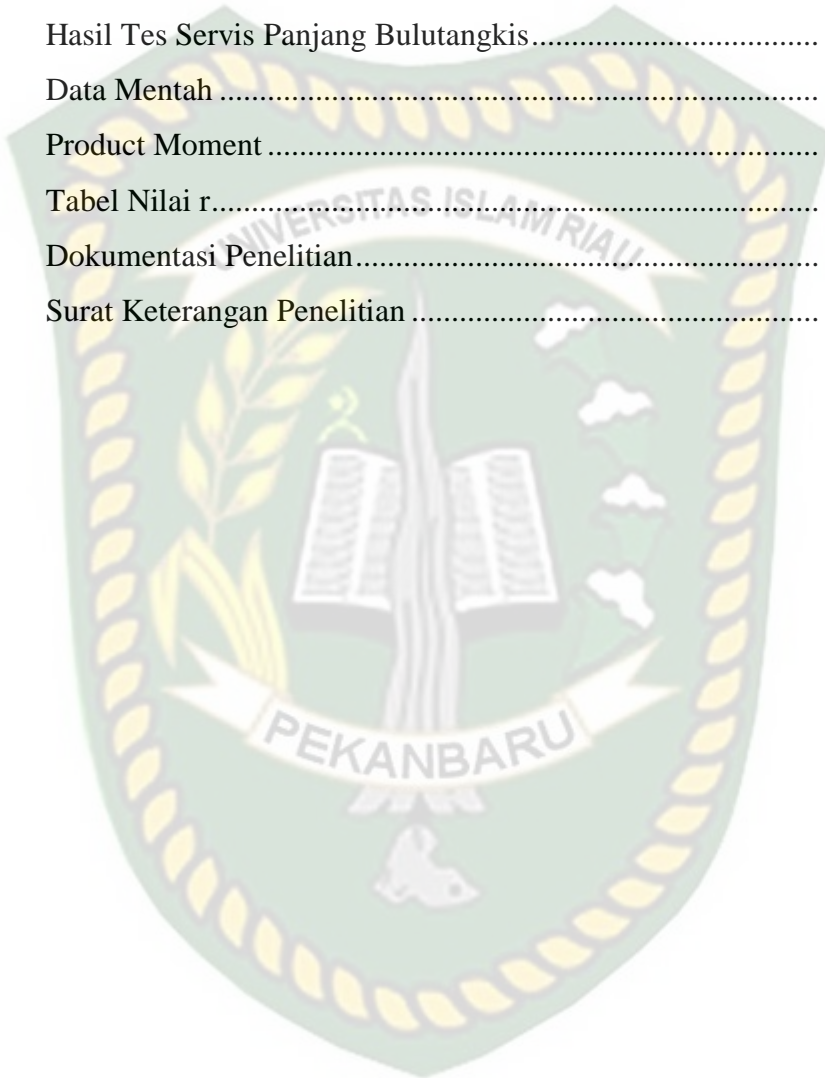 Hasil Tes Servis Panjang Bulutangkis....................................
Data Mentah ............................................................................
Product Moment ......................................................................
Tabel Nilai r.............................................................................
Dokumentasi Penelitian...........................................................
Surat Keterangan Penelitian ....................................................
UNIVERSITAS ISLAM RIAU
PEKANBARU